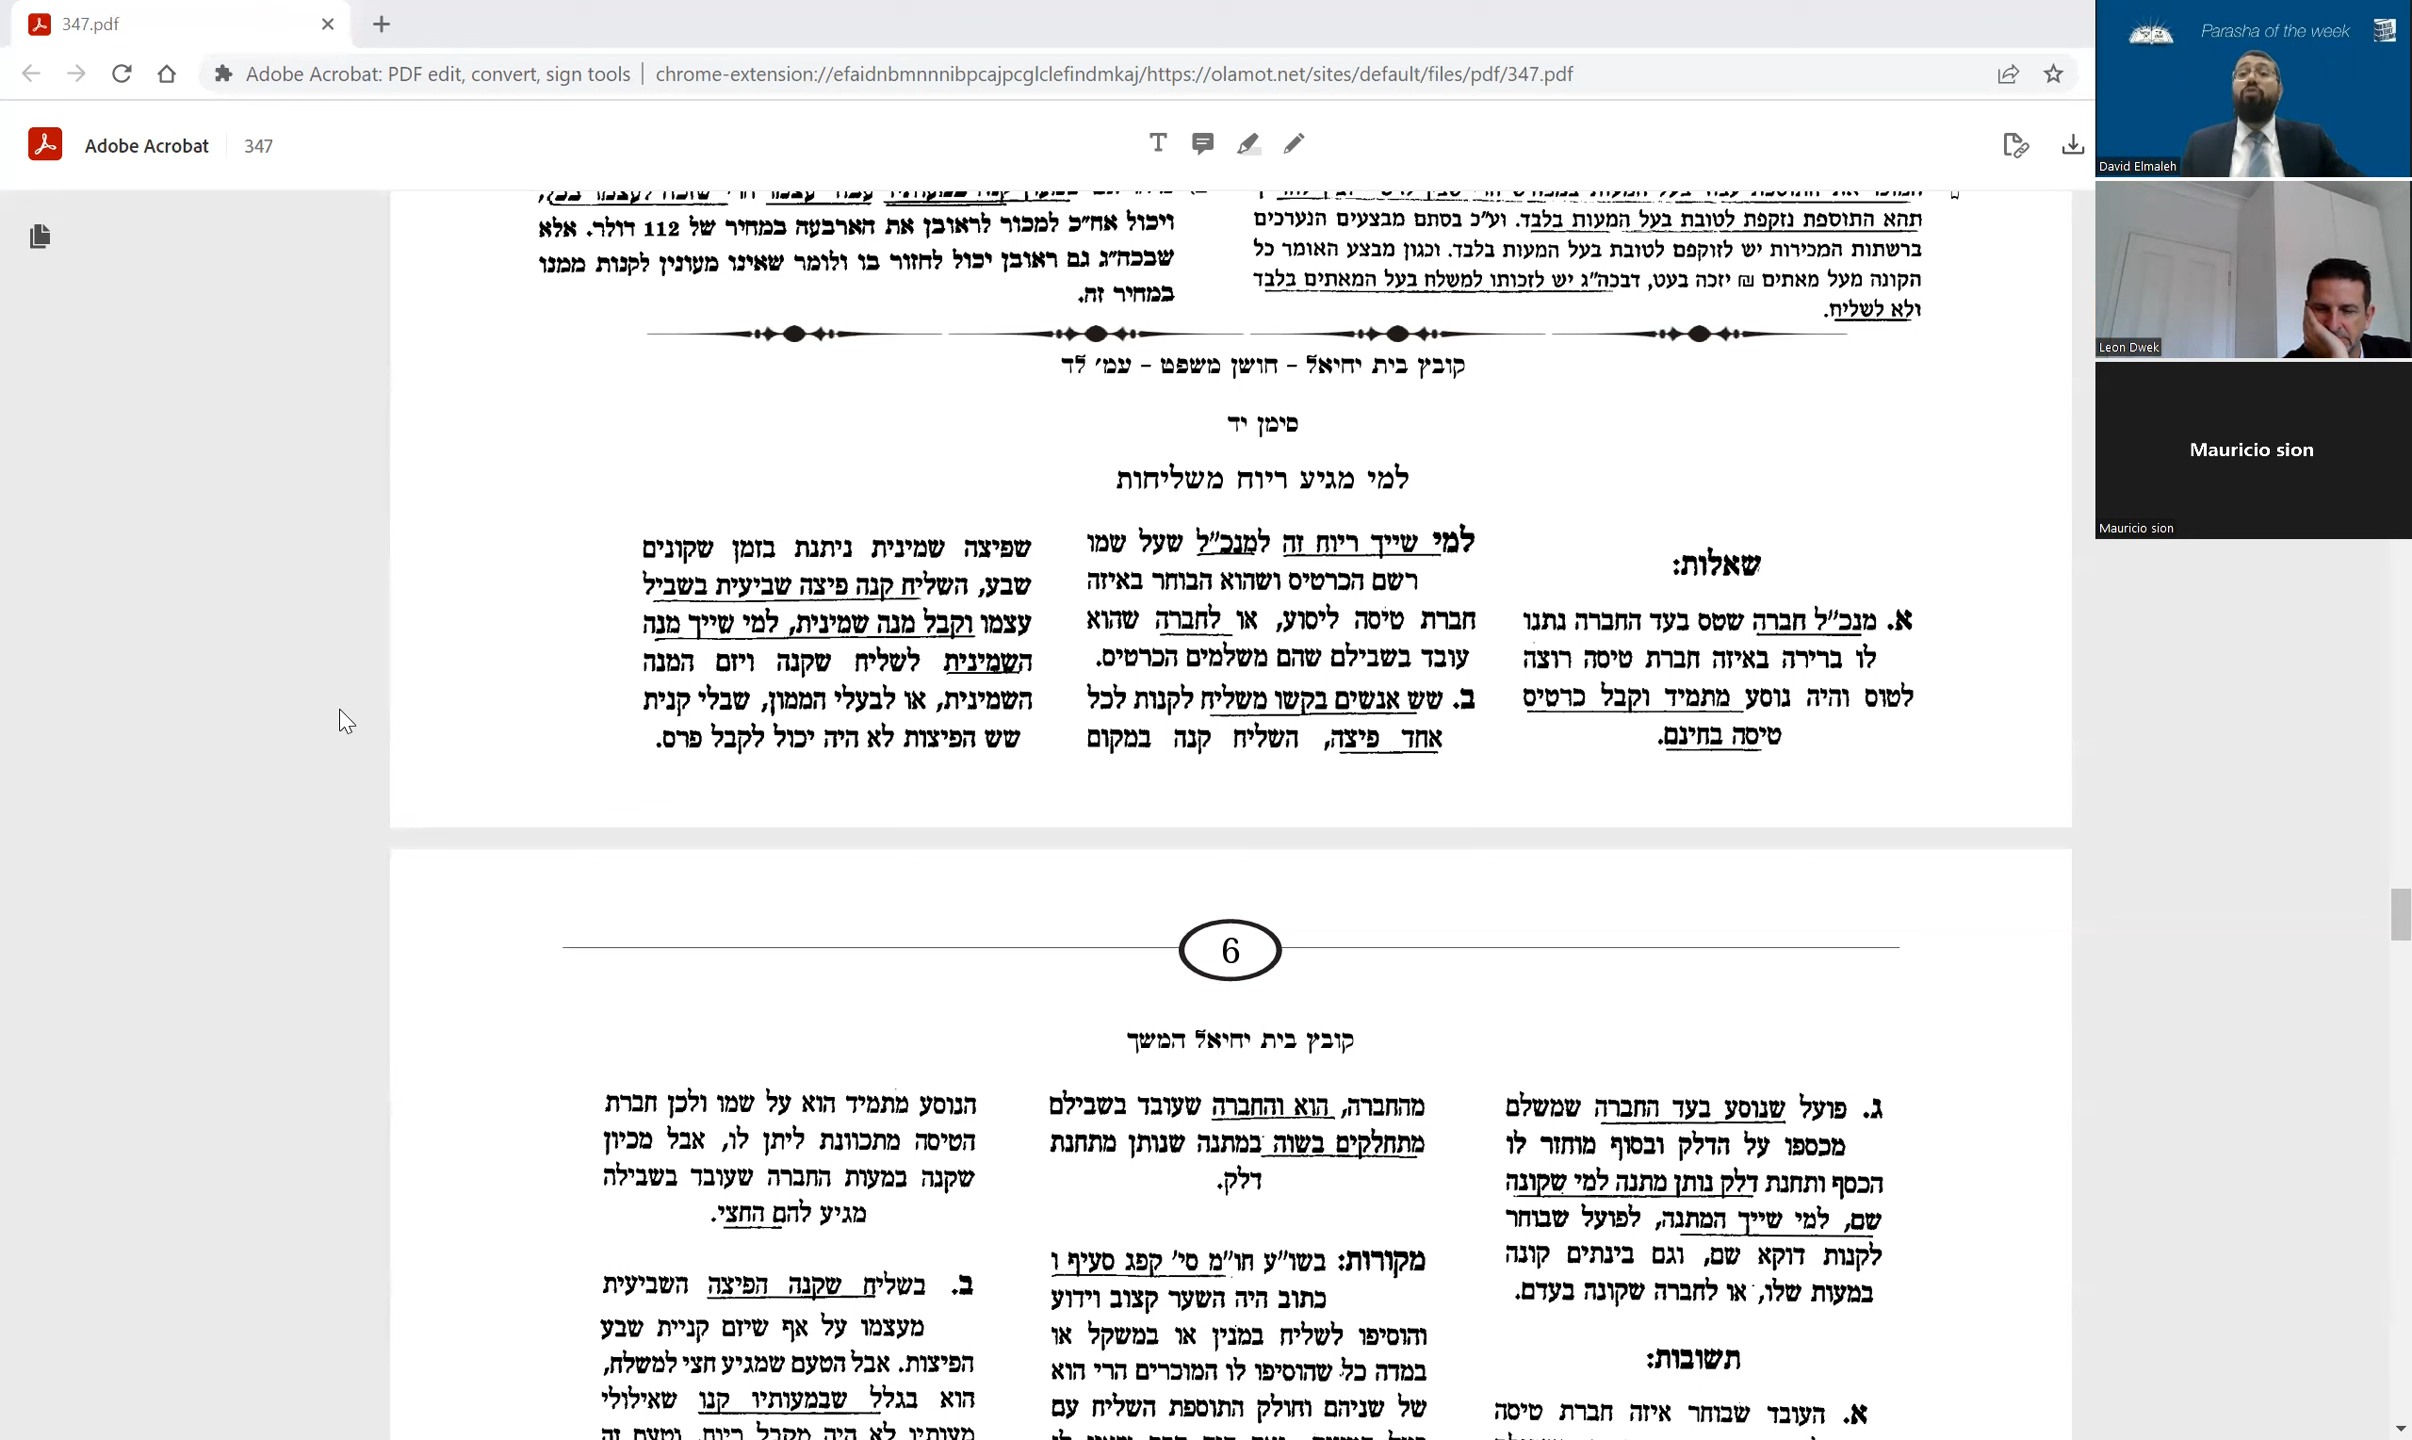 347.pdf
Adobe Acrobat: PDF edit, convert, sign tools | chrome-extension://efaidnbmnnnibpcajpcglclefindmkaj/https://olamot.net/sites/default/files/pdf/347.pdf
Adobe Acrobat
347
Parasha of the week
David Elmaleh
Leon Dwek
Mauricio sion
Mauricio sion
תהא התוספת נזקפת לטובת בעל המעות בלבד. וע״כ בסתם מבצעים הנערכים
ברשתות המכירות יש לזוקפם לטובת בעל המעות בלבד. וכגון מבצע האומר כל
הקונה מעל מאתים ₪ יזכה בעט, דבכה״ג יש לזכותו למשלח בעל המאתים בלבד
ולא לשליח.
ויכול אח״כ למכור לראובן את הארבעה במחיר של 112 דולר. אלא
שבכה״ג גם ראובן יכול לחזור בו ולומר שאינו מעונין לקנות ממנו
במחיר זה.
קובץ בית יחיאל - חושן משפט - עמ׳ לד
סימן יד
למי מגיע ריוח משליחות
שאלות:
א. מנכ״ל חברה שטס בעד החברה נתנו
לו ברירה באיזה חברת טיסה רוצה
לטוס והיה נוסע מתמיד וקבל כרטיס
טיסה בחינם.
למי שייך ריוח זה למנכ״ל שעל שמו
רשם הכרטיס ושהוא הבוחר באיזה
חברת טיסה ליסוע, או לחברה שהוא
עובד בשבילם שהם משלמים הכרטיס.
ב. שש אנשים בקשו משליח לקנות לכל
אחד פיצה, השליח קנה במקום
שפיצה שמינית ניתנת בזמן שקונים
שבע, השליח קנה פיצה שביעית בשביל
עצמו וקבל מנה שמינית, למי שייך מנה
השמינית לשליח שקנה ויזם המנה
השמינית, או לבעלי הממון, שבלי קנית
שש הפיצות לא היה יכול לקבל פרס.
6
קובץ בית יחיאל המשך
ג. פועל שנוסע בעד החברה שמשלם
מכספו על הדלק ובסוף מוחזר לו
הכסף ותחנת דלק נותן מתנה למי שקונה
שם, למי שייך המתנה, לפועל שבוחר
לקנות דוקא שם, וגם בינתים קונה
במעות שלו, או לחברה שקונה בעדם.
תשובות:
א. העובד שבוחר איזה חברת טיסה
מהחברה, הוא והחברה שעובד בשבילם
מתחלקים בשוה במתנה שנותן מתחנת
דלק.
מקורות: בשו״ע חו״מ סי׳ קפג סעיף ו
כתוב היה השער קצוב וידוע
והוסיפו לשליח במנין או במשקל או
במדה כל שהוסיפו לו המוכרים הרי הוא
של שניהם וחולק התוספת השליח עם
הנוסע מתמיד הוא על שמו ולכן חברת
הטיסה מתכוונת ליתן לו, אבל מכיון
שקנה במעות החברה שעובד בשבילה
מגיע להם החצי.
ב. בשליח שקנה הפיצה השביעית
מעצמו על אף שיזם קניית שבע
הפיצות. אבל הטעם שמגיע חצי למשלח,
הוא בגלל שבמעותיו קנו שאילולי
מעותיו לא היה מקבל ריוח, וטעם זה